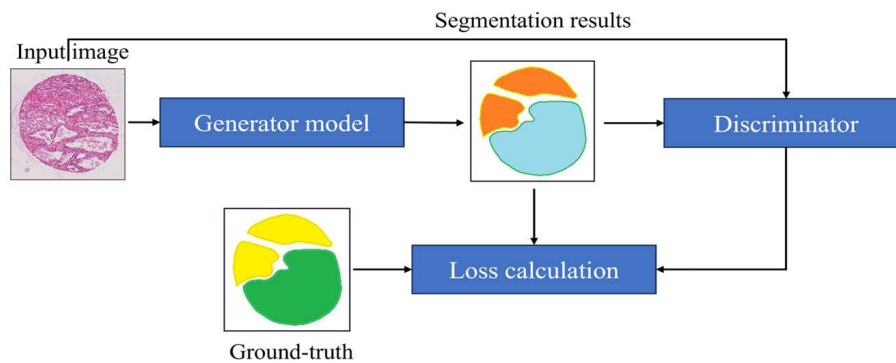 Segmentation results
Input image
Generator model
Discriminator
Loss calculation
Ground-truth